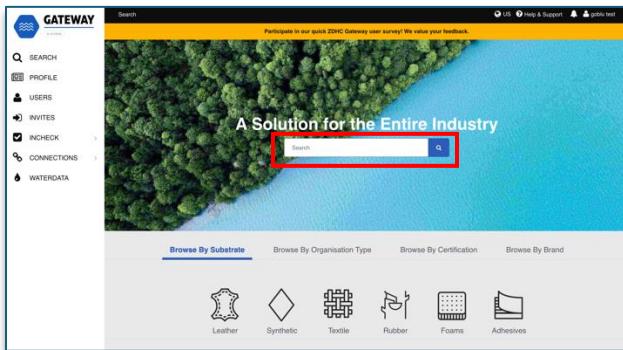 GATEWAY
Search
US
Help & Support
goblu test
Participate in our quick ZDHC Gateway user survey! We value your feedback.
SEARCH
PROFILE
USERS
INVITES
INCHECK
CONNECTIONS
WATERDATA
A Solution for the Entire Industry
Search
Browse By Substrate
Browse By Organisation Type
Browse By Certification
Browse By Brand
Leather
Synthetic
Textile
Rubber
Foams
Adhesives